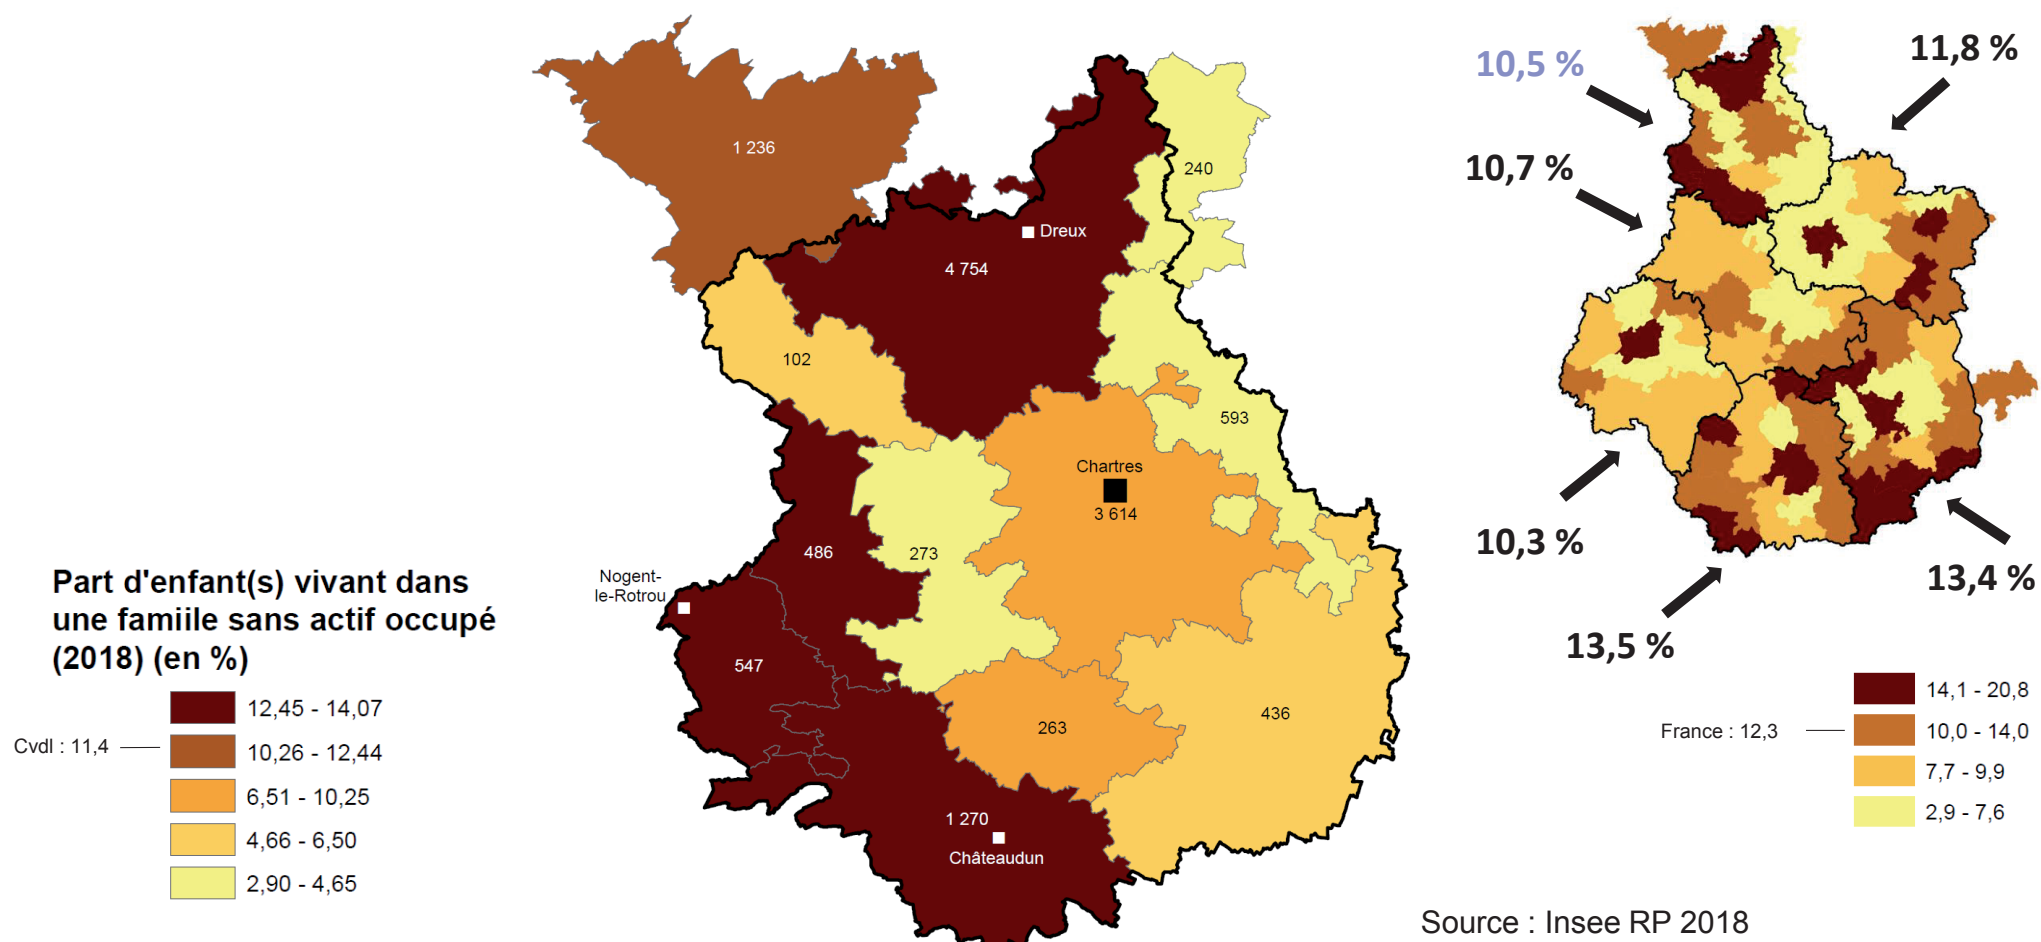 10,5 %
11,8 %
10,7 %
1 236
240
Dreux
4 754
102
593
Chartres
3 614
486
273
Nogent-
le-Rotrou
547
436
263
1 270
Châteaudun
10,3 %
13,4 %
13,5 %
Part d'enfant(s) vivant dans
une famiile sans actif occupé
(2018) (en %)
12,45 - 14,07
Cvdl : 11,4
10,26 - 12,44
6,51 - 10,25
4,66 - 6,50
2,90 - 4,65
14,1 - 20,8
France : 12,3
10,0 - 14,0
7,7 - 9,9
2,9 - 7,6
Source : Insee RP 2018